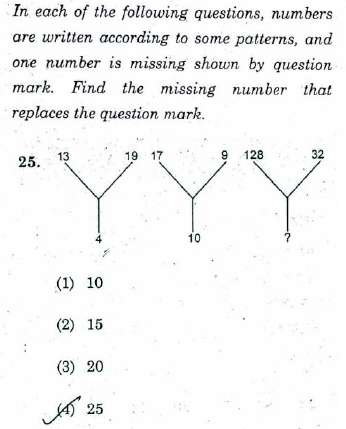 In each of the following questions, numbers
are written according to some patterns, and
one number is missing shown by question
mark. Find the missing number that
replaces the question mark.
25. 13 19 17 9 128 32
4 10 ?
(1) 10
(2) 15
(3) 20
(4) 25